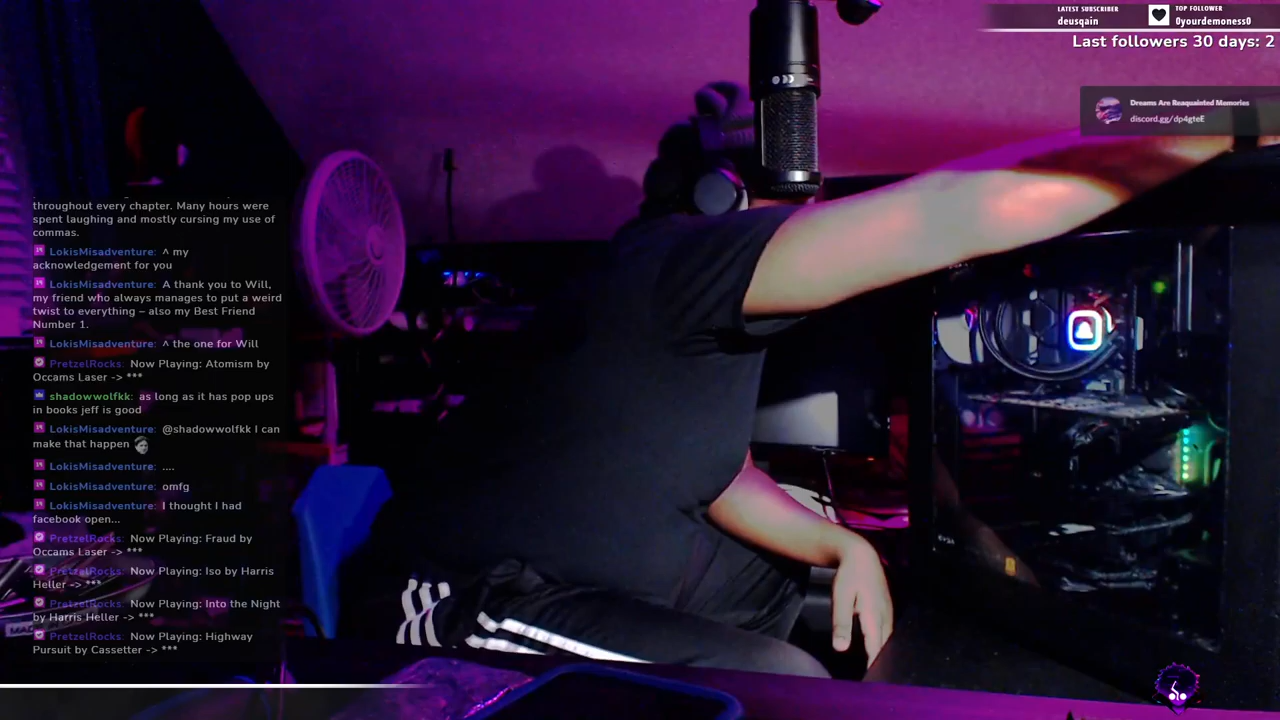 LATEST SUBSCRIBER
deusqain
TOP FOLLOWER
0yourdemoness0
Last followers 30 days: 2
Dreams Are Reaquainted Memories
discord.gg/dp4gteE
throughout every chapter. Many hours were
spent laughing and mostly cursing my use of
commas.
LokisMisadventure: ^ my
acknowledgement for you
LokisMisadventure: A thank you to Will,
my friend who always manages to put a weird
twist to everything – also my Best Friend
Number 1.
LokisMisadventure: ^ the one for Will
PretzelRocks: Now Playing: Atomism by
Occams Laser -> ***
shadowwolfkk: as long as it has pop ups
in books jeff is good
LokisMisadventure: @shadowwolfkk I can
make that happen
LokisMisadventure: ....
LokisMisadventure: omfg
LokisMisadventure: I thought I had
facebook open...
PretzelRocks: Now Playing: Fraud by
Occams Laser -> ***
PretzelRocks: Now Playing: Iso by Harris
Heller -> ***
PretzelRocks: Now Playing: Into the Night
by Harris Heller -> ***
PretzelRocks: Now Playing: Highway
Pursuit by Cassetter -> ***